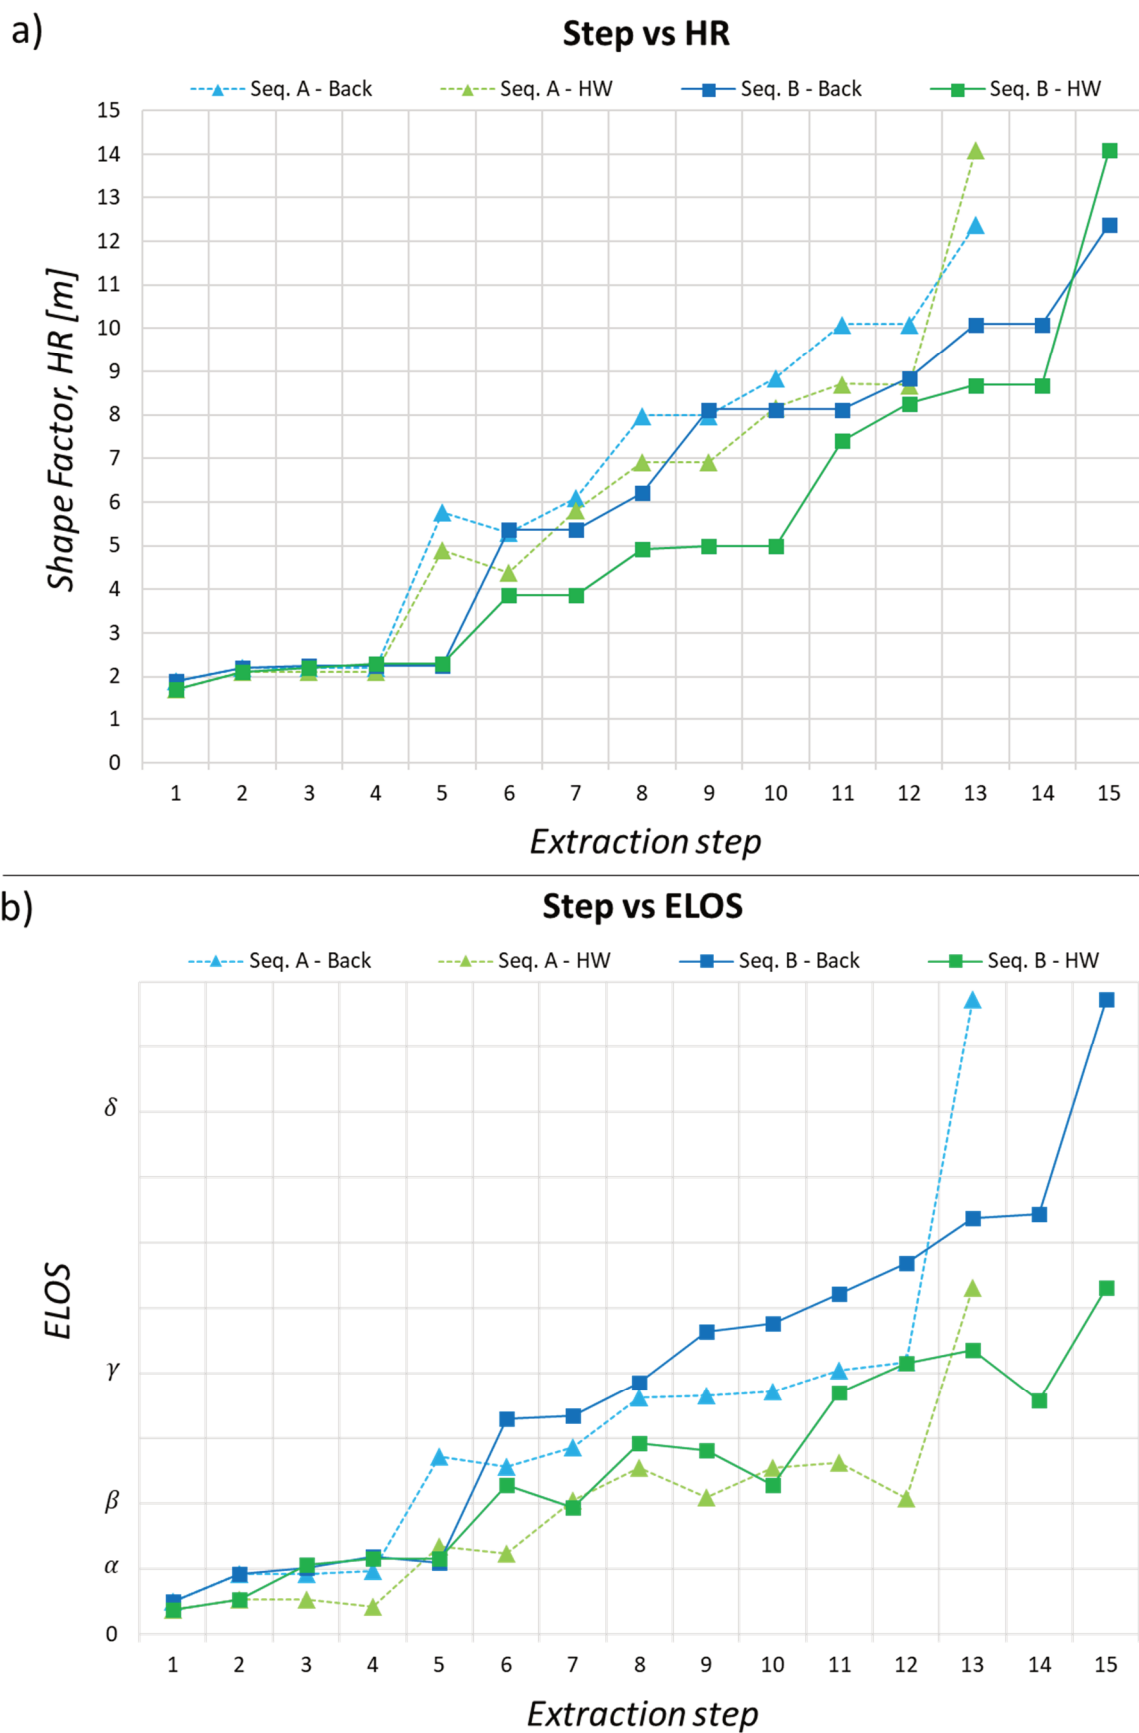 a)
Step vs HR
Seq. A - Back Seq. A - HW Seq. B - Back Seq. B - HW
15
14
13
12
11
10
9
8
7
6
5
4
3
2
1
0
Shape Factor, HR [m]
1 2 3 4 5 6 7 8 9 10 11 12 13 14 15
Extraction step
b)
Step vs ELOS
Seq. A - Back Seq. A - HW Seq. B - Back Seq. B - HW
δ
γ
β
α
0
ELOS
1 2 3 4 5 6 7 8 9 10 11 12 13 14 15
Extraction step